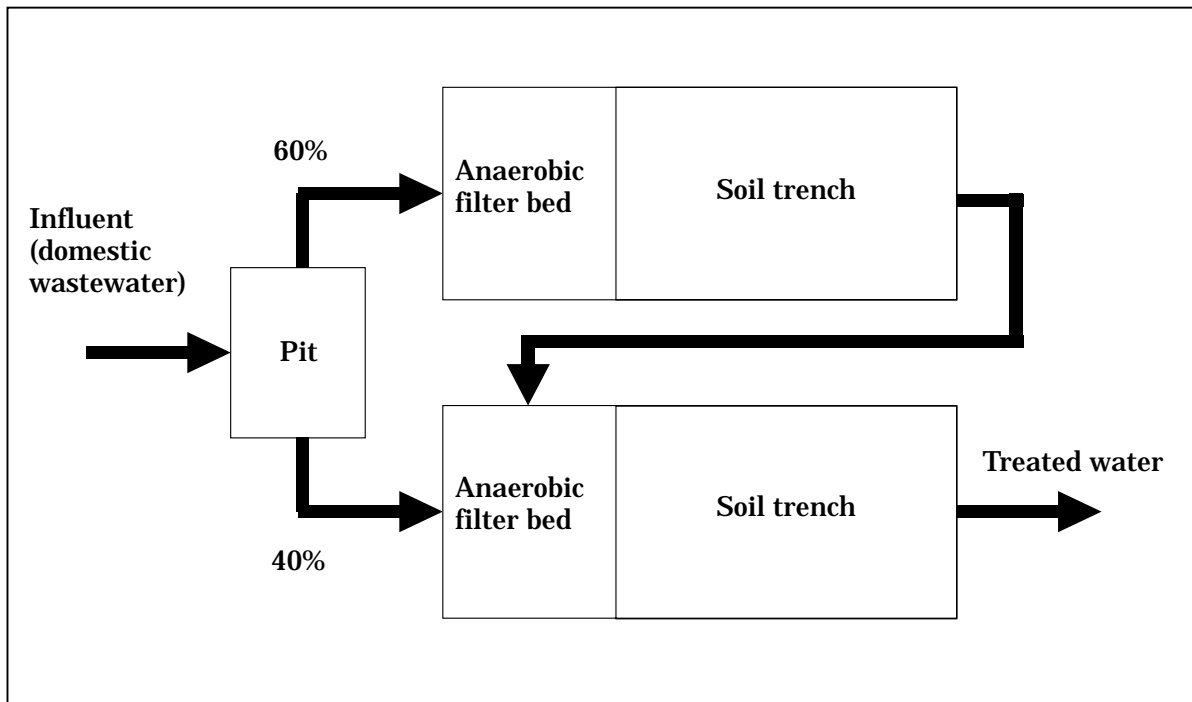 60%
Anaerobic
filter bed
Soil trench
Influent
(domestic
wastewater)
Pit
Anaerobic
filter bed
Soil trench
Treated water
40%